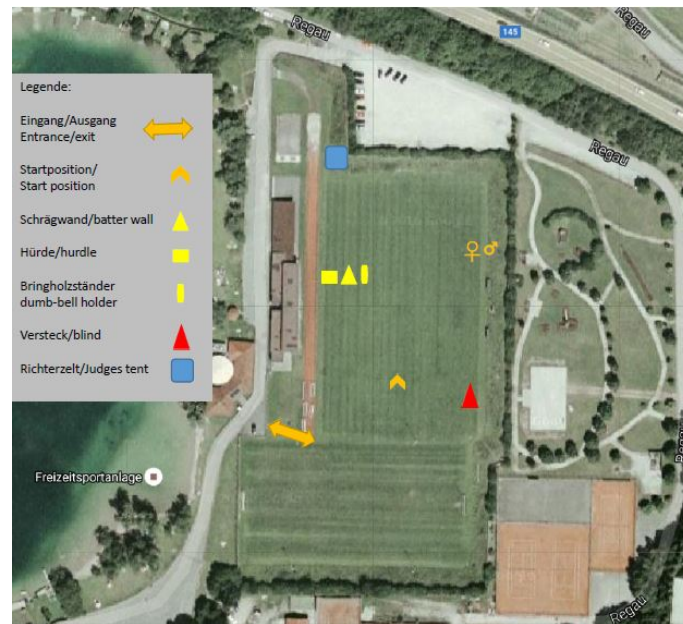 Regau
Regau
145
Legende:
Eingang/Ausgang
Entrance/exit
Startposition/
Start position
Schrägwand/batter wall
Hürde/hurdle
Bringholzständer
dumb-bell holder
Versteck/blind
Richterzelt/Judges tent
Regau
Freizeitsportanlage
Regau
Regau